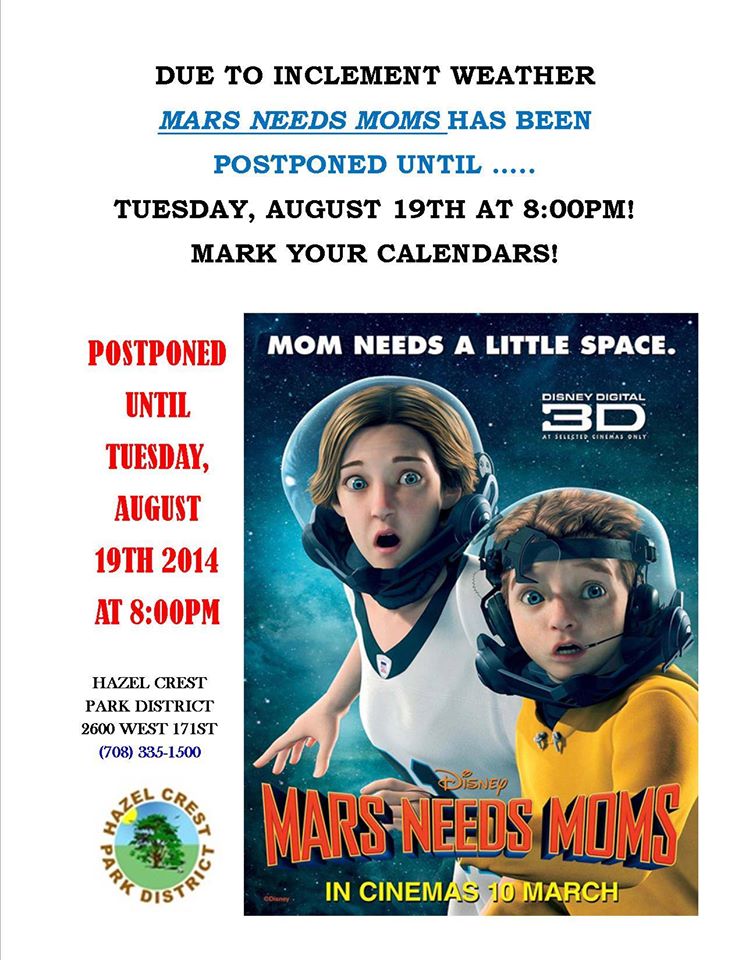 DUE TO INCLEMENT WEATHER
MARS NEEDS MOMS HAS BEEN
POSTPONED UNTIL …..
TUESDAY, AUGUST 19TH AT 8:00PM!
MARK YOUR CALENDARS!
POSTPONED
UNTIL
TUESDAY,
AUGUST
19TH 2014
AT 8:00PM
HAZEL CREST
PARK DISTRICT
2600 WEST 171ST
(708) 335-1500
HAZEL CREST
PARK DISTRICT
MOM NEEDS A LITTLE SPACE.
DISNEY DIGITAL
3D
AT SELECTED CINEMAS ONLY
Disney
MARS NEEDS MOMS
IN CINEMAS 10 MARCH
©Disney